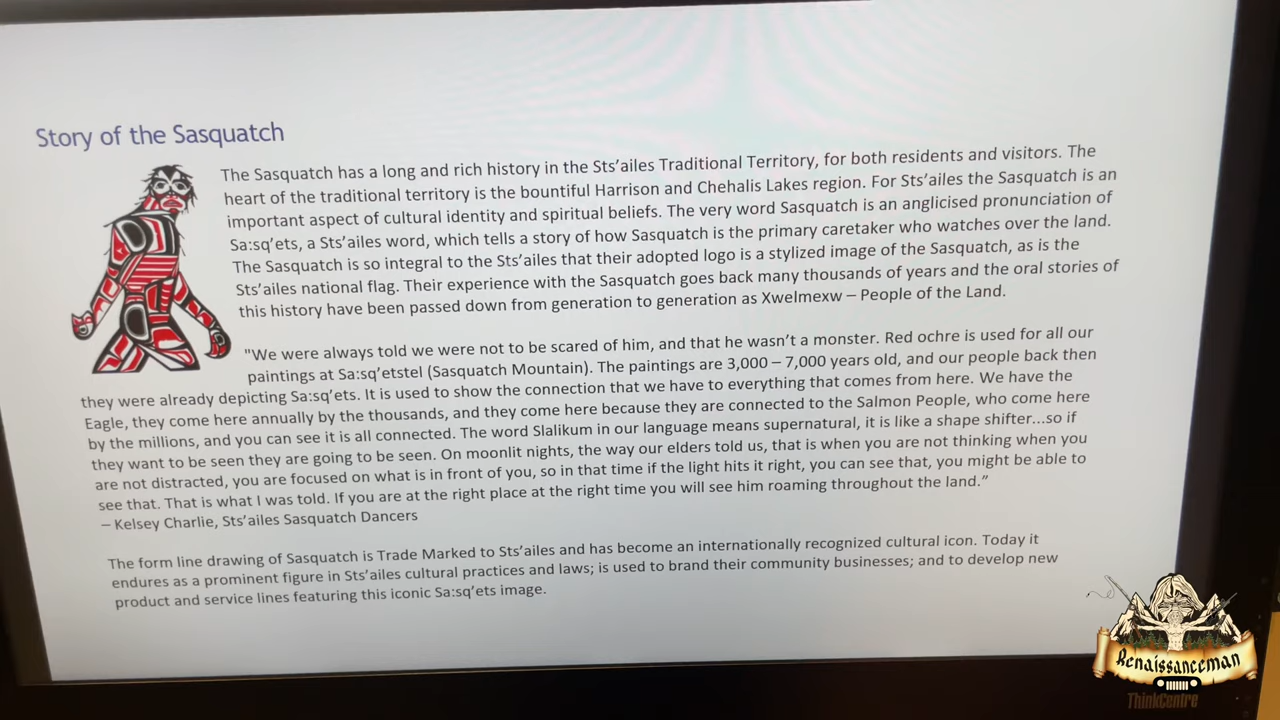 Story of the Sasquatch
The Sasquatch has a long and rich history in the Sts’ailes Traditional Territory, for both residents and visitors. The
heart of the traditional territory is the bountiful Harrison and Chehalis Lakes region. For Sts’ailes the Sasquatch is an
important aspect of cultural identity and spiritual beliefs. The very word Sasquatch is an anglicised pronunciation of
Sa:sq’ets, a Sts’ailes word, which tells a story of how Sasquatch is the primary caretaker who watches over the land.
The Sasquatch is so integral to the Sts’ailes that their adopted logo is a stylized image of the Sasquatch, as is the
Sts’ailes national flag. Their experience with the Sasquatch goes back many thousands of years and the oral stories of
this history have been passed down from generation to generation as Xwelmexw – People of the Land.
"We were always told we were not to be scared of him, and that he wasn’t a monster. Red ochre is used for all our
paintings at Sa:sq’etstel (Sasquatch Mountain). The paintings are 3,000 – 7,000 years old, and our people back then
they were already depicting Sa:sq’ets. It is used to show the connection that we have to everything that comes from here. We have the
Eagle, they come here annually by the thousands, and they come here because they are connected to the Salmon People, who come here
by the millions, and you can see it is all connected. The word Slalikum in our language means supernatural, it is like a shape shifter...so if
they want to be seen they are going to be seen. On moonlit nights, the way our elders told us, that is when you are not thinking when you
are not distracted, you are focused on what is in front of you, so in that time if the light hits it right, you can see that, you might be able to
see that. That is what I was told. If you are at the right place at the right time you will see him roaming throughout the land.”
– Kelsey Charlie, Sts’ailes Sasquatch Dancers
The form line drawing of Sasquatch is Trade Marked to Sts’ailes and has become an internationally recognized cultural icon. Today it
endures as a prominent figure in Sts’ailes cultural practices and laws; is used to brand their community businesses; and to develop new
product and service lines featuring this iconic Sa:sq’ets image.
Renaissanceman
ThinkCentre